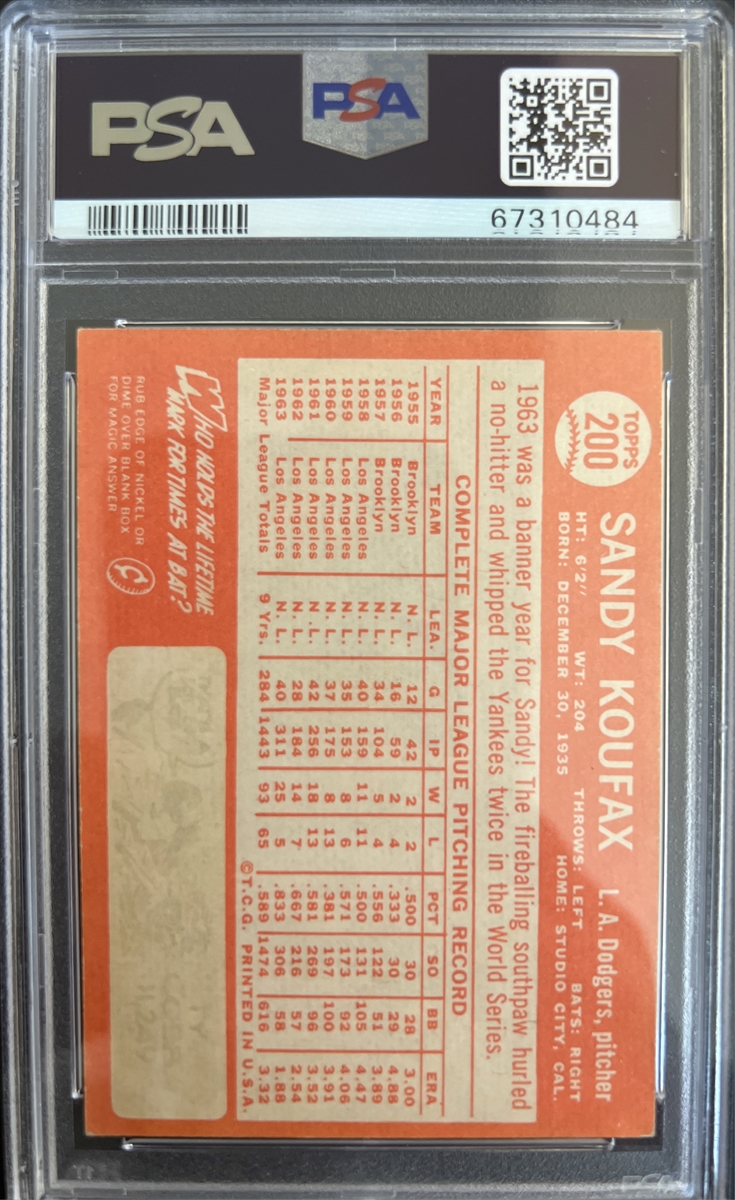 PSA
PSA
67310484
TOPPS
200
SANDY KOUFAX L. A. Dodgers, pitcher
HT: 6'2" WT: 204 THROWS: LEFT BATS: RIGHT
BORN: DECEMBER 30, 1935 HOME: STUDIO CITY, CAL.
1963 was a banner year for Sandy! The fireballing southpaw hurled
a no-hitter and whipped the Yankees twice in the World Series.
COMPLETE MAJOR LEAGUE PITCHING RECORD
YEAR TEAM LEA. G IP W L PCT SO BB ERA
1955 Brooklyn N. L. 12 42 2 2 .500 30 28 3.00
1956 Brooklyn N. L. 16 59 2 4 .333 30 29 4.88
1957 Brooklyn N. L. 34 104 5 4 .556 122 51 3.89
1958 Los Angeles N. L. 40 159 11 11 .500 131 105 4.47
1959 Los Angeles N. L. 35 153 8 6 .571 173 92 4.06
1960 Los Angeles N. L. 37 175 8 13 .381 197 100 3.91
1961 Los Angeles N. L. 42 256 18 13 .581 269 96 3.52
1962 Los Angeles N. L. 28 184 14 7 .667 216 57 2.54
1963 Los Angeles N. L. 40 311 25 5 .833 306 58 1.88
Major League Totals 9 Yrs. 284 1443 93 65 .589 1474 616 3.32
©T.C.G. PRINTED IN U.S.A.
WHO HOLDS THE LIFETIME
MARK FOR TIMES AT BAT?
RUB EDGE OF NICKEL OR
DIME OVER BLANK BOX
FOR MAGIC ANSWER